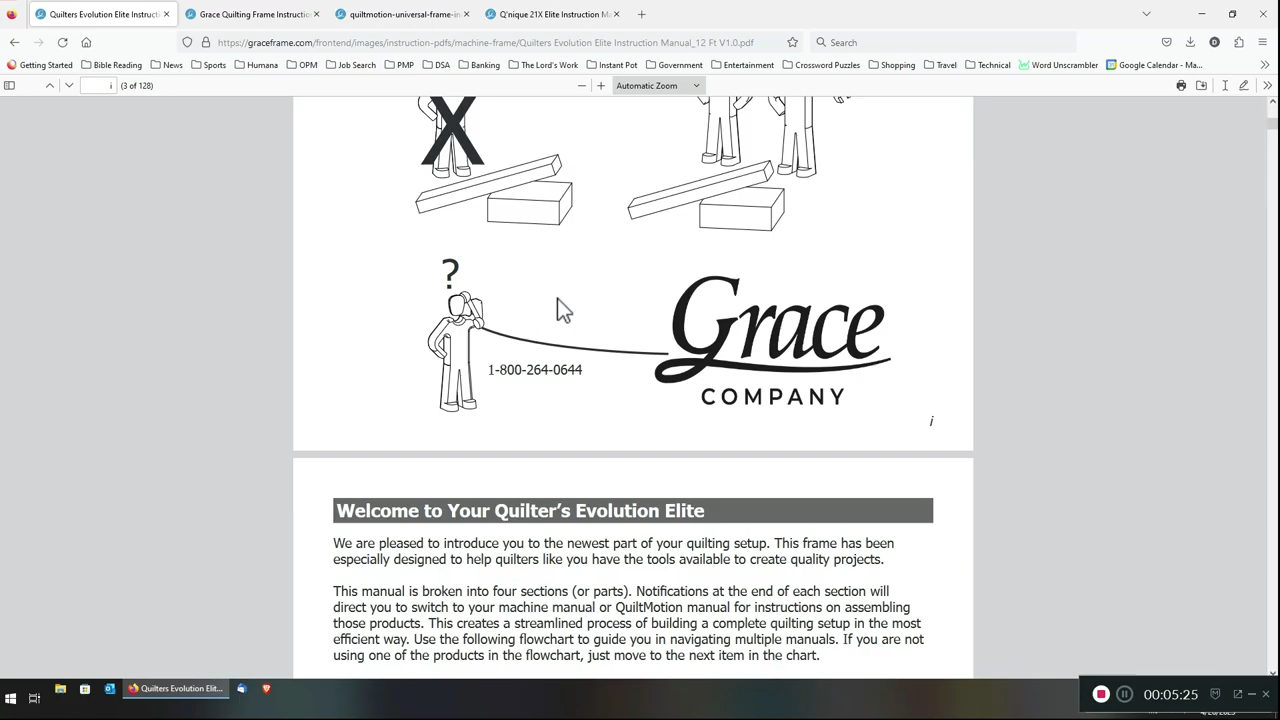 Quilters Evolution Elite Instructi
Grace Quilting Frame Instructio
quiltmotion-universal-frame-in
Q'nique 21X Elite Instruction M
https://graceframe.com/frontend/images/instruction-pdfs/machine-frame/Quilters Evolution Elite Instruction Manual_12 Ft V1.0.pdf
Search
Getting Started
Bible Reading
News
Sports
Humana
OPM
Job Search
PMP
DSA
Banking
The Lord's Work
Instant Pot
Government
Entertainment
Crossword Puzzles
Shopping
Travel
Technical
Word Unscrambler
Google Calendar - Ma...
i
(3 of 128)
Automatic Zoom
X
?
1-800-264-0644
Grace
COMPANY
i
Welcome to Your Quilter's Evolution Elite
We are pleased to introduce you to the newest part of your quilting setup. This frame has been
especially designed to help quilters like you have the tools available to create quality projects.
This manual is broken into four sections (or parts). Notifications at the end of each section will
direct you to switch to your machine manual or QuiltMotion manual for instructions on assembling
those products. This creates a streamlined process of building a complete quilting setup in the most
efficient way. Use the following flowchart to guide you in navigating multiple manuals. If you are not
using one of the products in the flowchart, just move to the next item in the chart.
Quilters Evolution Elit...
00:05:25